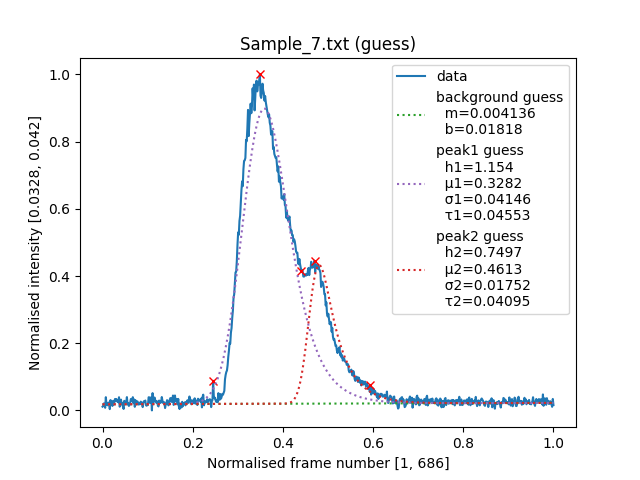 Sample_7.txt (guess)
Normalised intensity [0.0328, 0.042]
1.0
0.8
0.6
0.4
0.2
0.0
data
background guess
m=0.004136
b=0.01818
peak1 guess
h1=1.154
μ1=0.3282
σ1=0.04146
τ1=0.04553
peak2 guess
h2=0.7497
μ2=0.4613
σ2=0.01752
τ2=0.04095
0.0 0.2 0.4 0.6 0.8 1.0
Normalised frame number [1, 686]